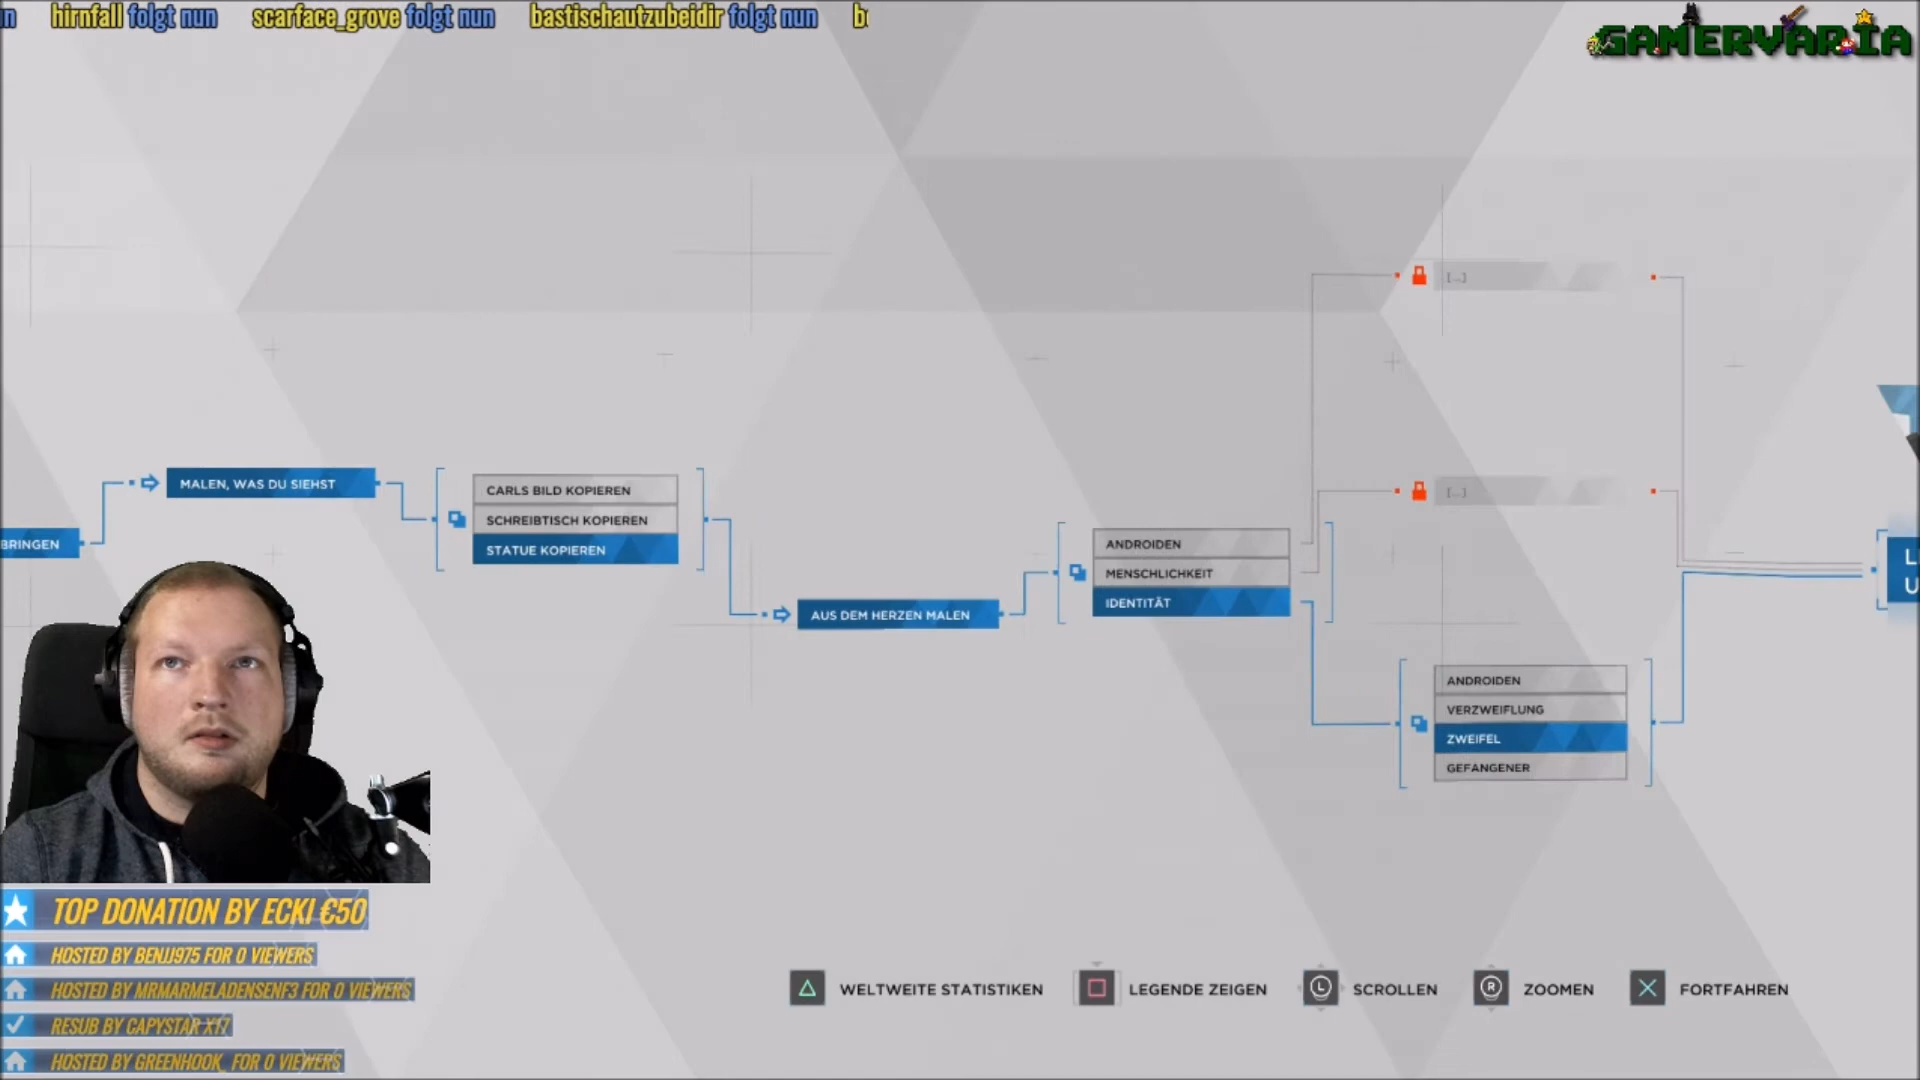 hirnfall folgt nun scarface_grove folgt nun bastischautzubeidir folgt nun
GAMERVARIA
[...]
[...]
MALEN, WAS DU SIEHST
CARLS BILD KOPIEREN
SCHREIBTISCH KOPIEREN
STATUE KOPIEREN
BRINGEN
ANDROIDEN
MENSCHLICHKEIT
IDENTITÄT
AUS DEM HERZEN MALEN
ANDROIDEN
VERZWEIFLUNG
ZWEIFEL
GEFANGENER
TOP DONATION BY ECKI €50
HOSTED BY BENJJ975 FOR 0 VIEWERS
HOSTED BY MRMARMELADENSENF3 FOR 0 VIEWERS
RESUB BY CAPYSTAR X17
HOSTED BY GREENHOOK_ FOR 0 VIEWERS
WELTWEITE STATISTIKEN LEGENDE ZEIGEN L SCROLLEN R ZOOMEN FORTFAHREN